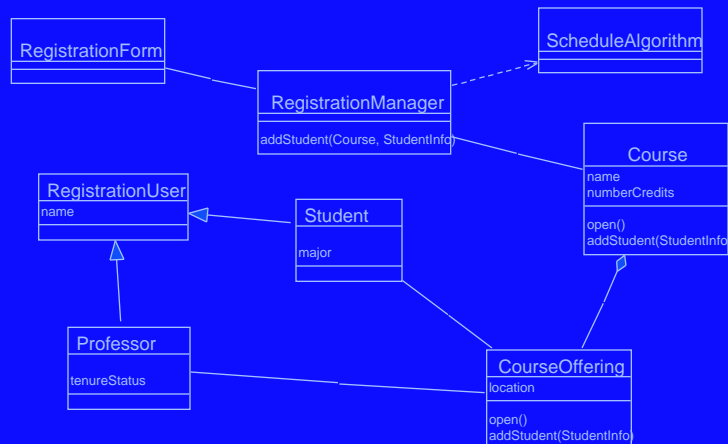 RegistrationForm
ScheduleAlgorithm
RegistrationManager
addStudent(Course, StudentInfo)
Course
name
numberCredits
open()
addStudent(StudentInfo
RegistrationUser
name
Student
major
Professor
tenureStatus
CourseOffering
location
open()
addStudent(StudentInfo)